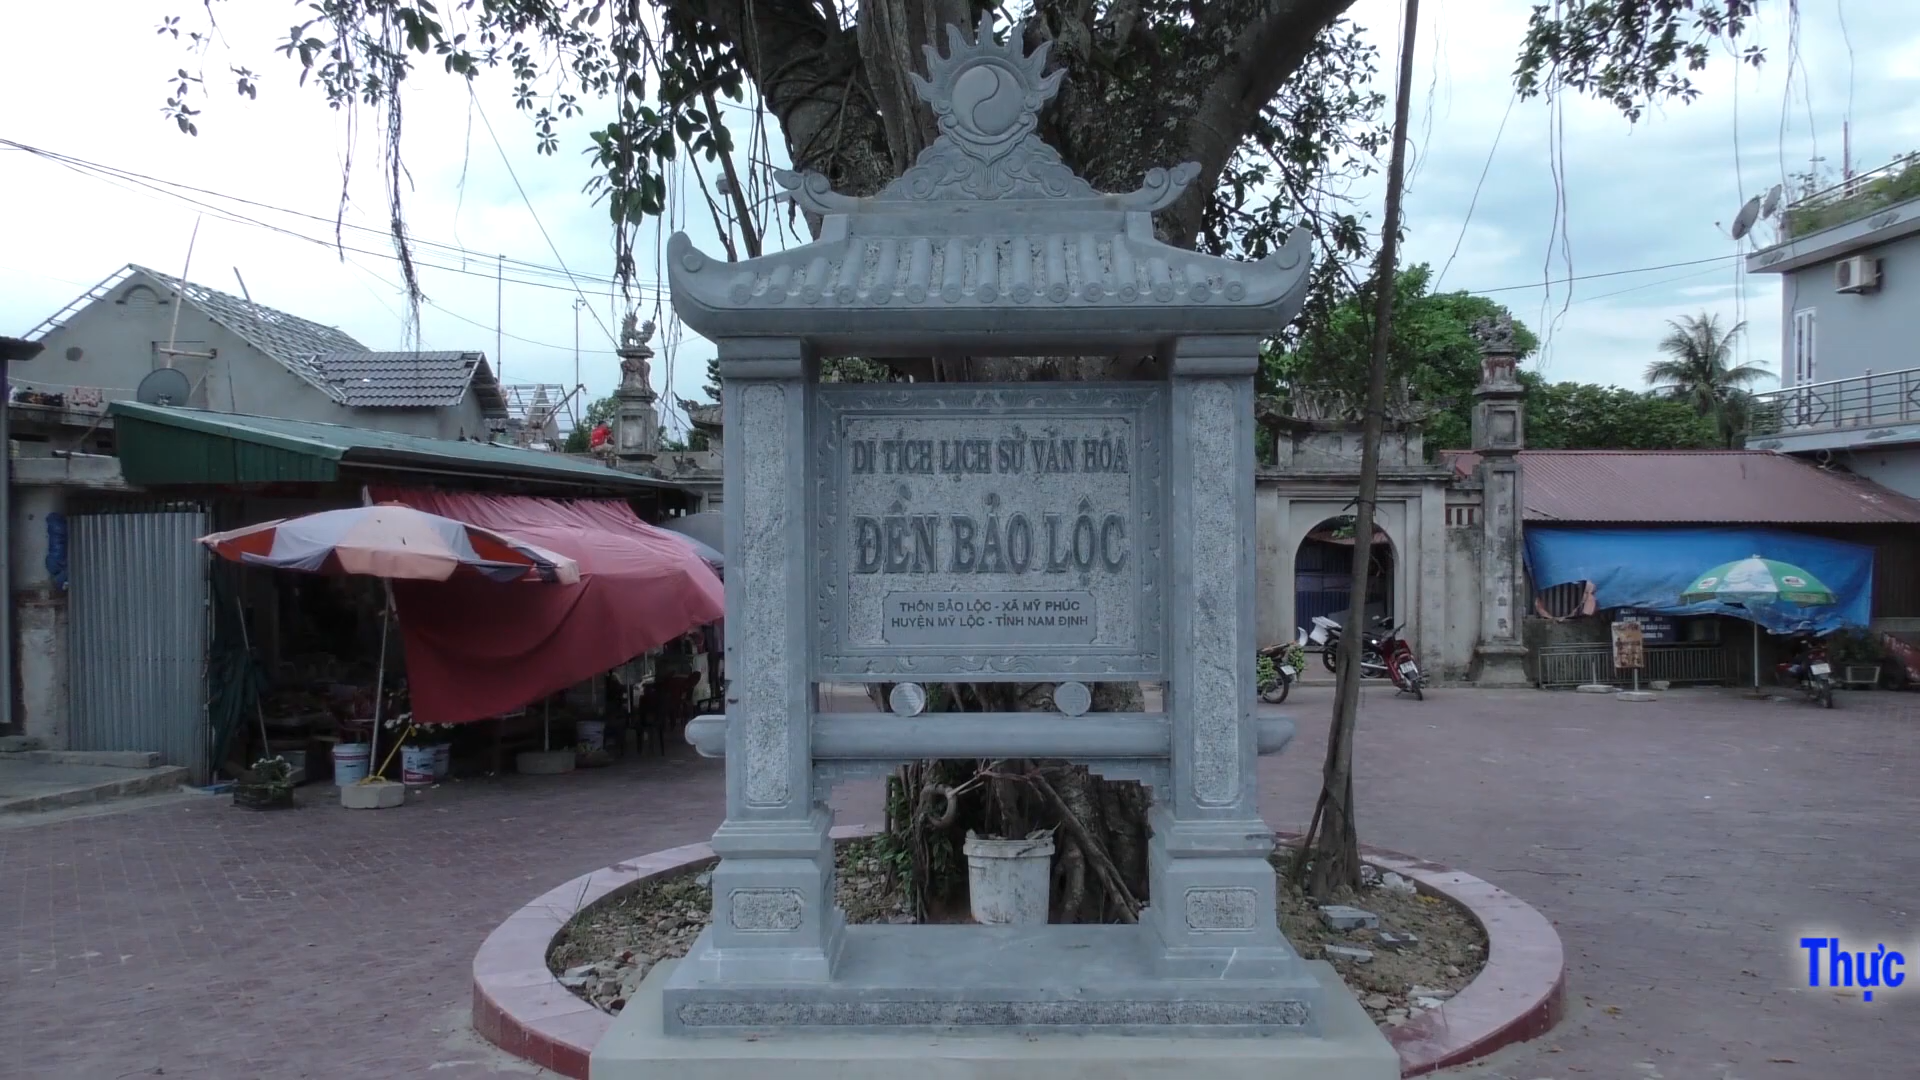 DI TÍCH LỊCH SỬ VĂN HÓA
ĐỀN BẢO LỘC
THÔN BẢO LỘC - XÃ MỸ PHÚC
HUYỆN MỸ LỘC - TỈNH NAM ĐỊNH
Thực